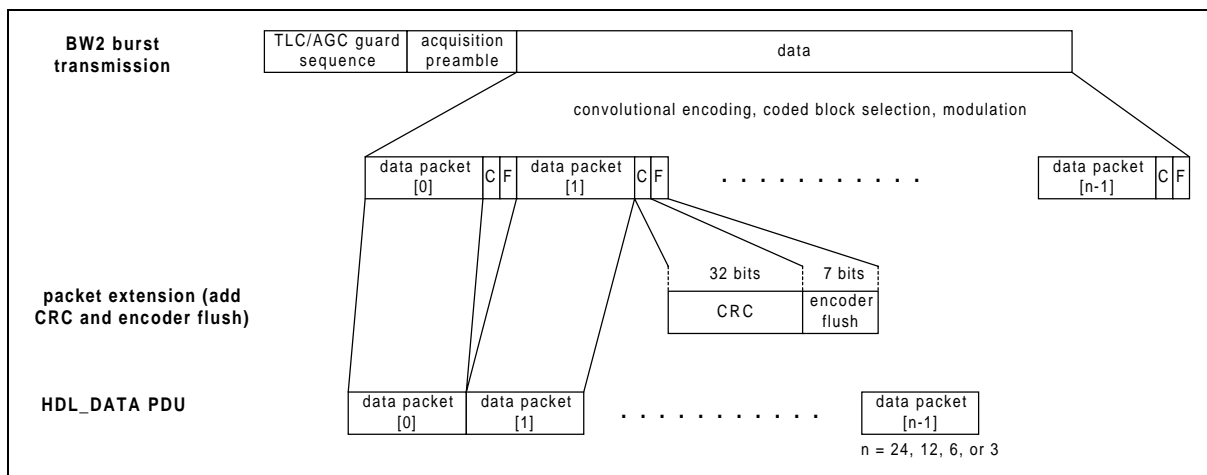 BW2 burst
transmission
TLC/AGC guard
sequence
acquisition
preamble
data
convolutional encoding, coded block selection, modulation
data packet
[0]
C
F
data packet
[1]
C
F
. . . . . . . . . . .
data packet
[n-1]
C
F
packet extension (add
CRC and encoder flush)
32 bits
7 bits
CRC
encoder
flush
HDL_DATA PDU
data packet
[0]
data packet
[1]
. . . . . . . . . . .
data packet
[n-1]
n = 24, 12, 6, or 3